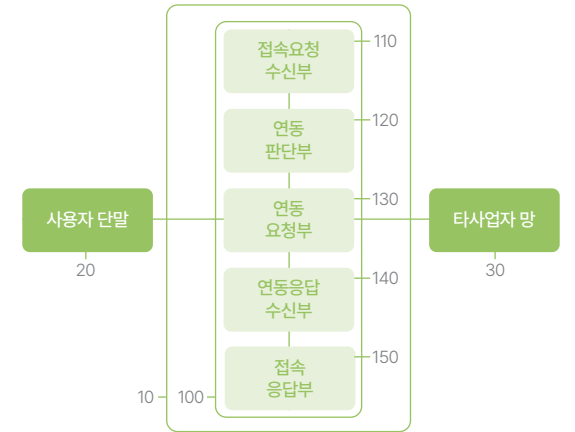 접속요청
수신부
110
연동
판단부
120
사용자 단말
20
연동
요청부
130
타사업자 망
30
연동응답
수신부
140
접속
응답부
150
10
100